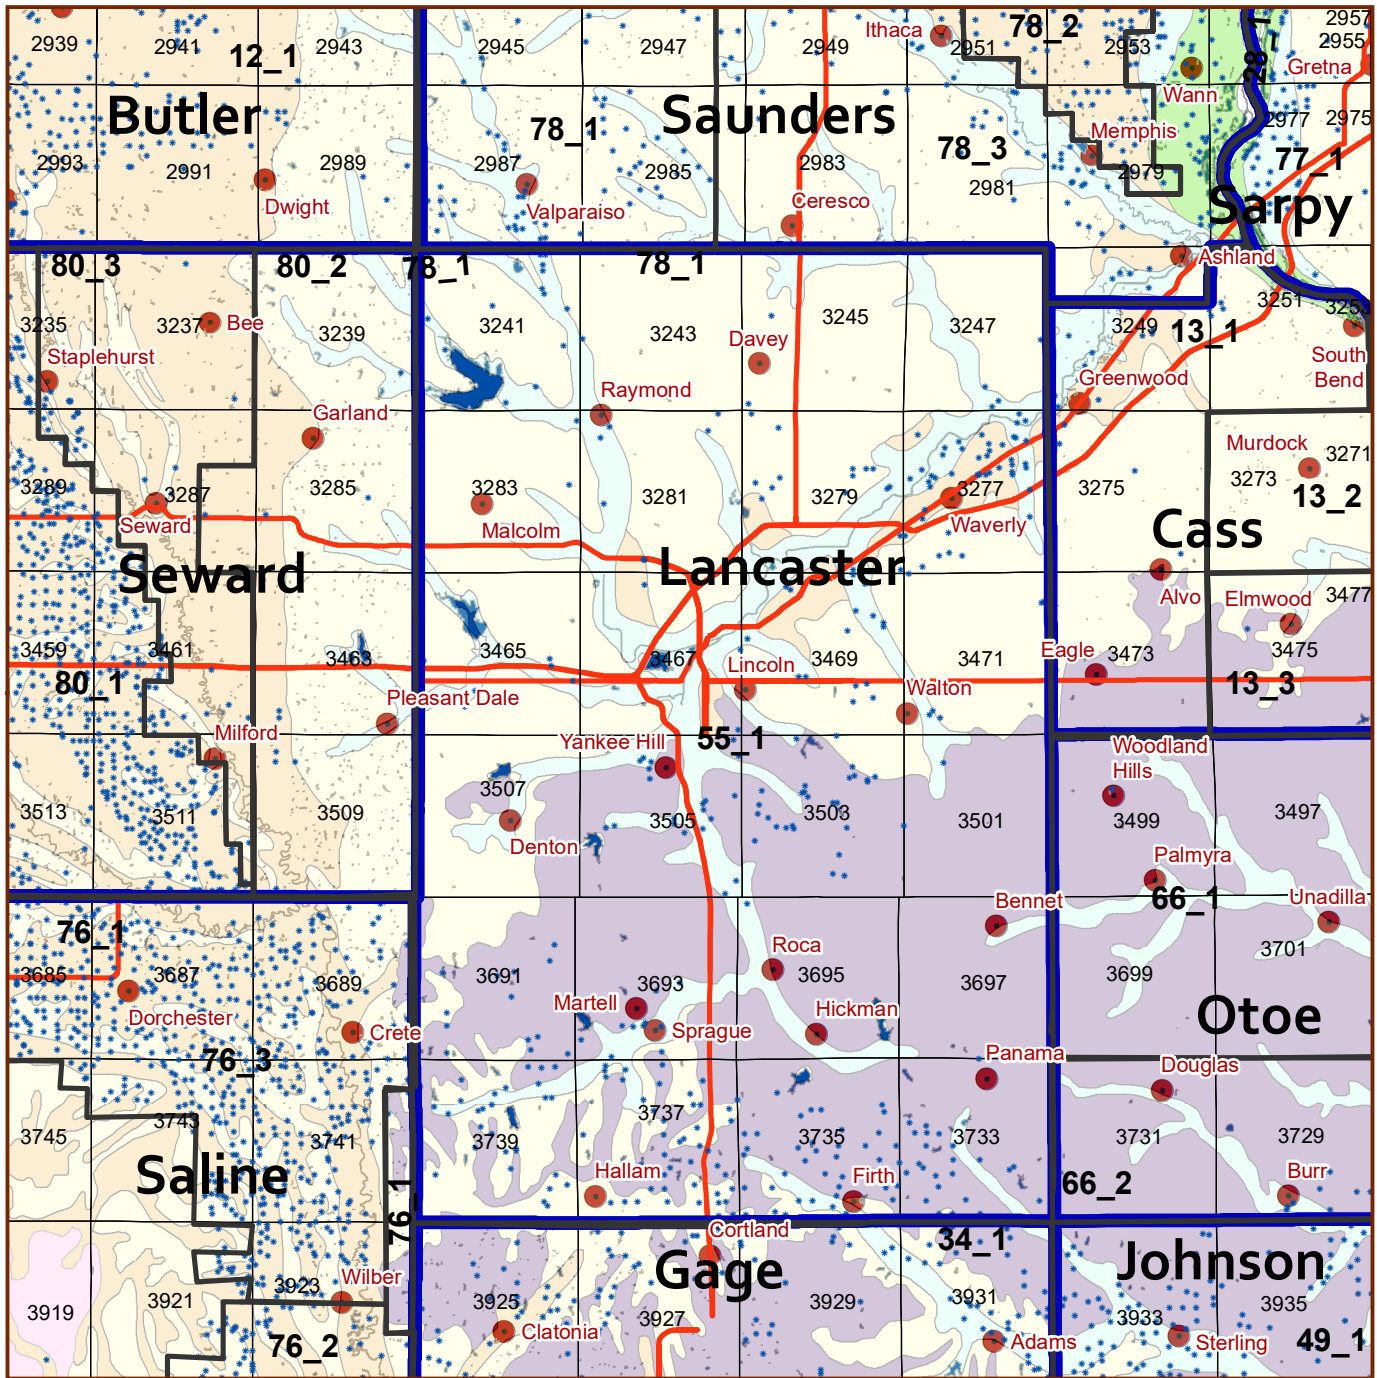 2939
2941
12_1
2943
2945
2947
2949
Ithaca
2951
78_2
2953
28_1
2957
2955
Gretna
Wann
Butler
78_1
Saunders
78_3
Memphis
2977
2975
77_1
2993
2991
2989
2987
2985
2983
2981
2979
Dwight
Valparaiso
Ceresco
Sarpy
80_3
80_2
78_1
78_1
Ashland
3235
3237
Bee
3239
3241
3243
3245
3247
3249
13_1
3251
3253
Staplehurst
Davey
South
Bend
Garland
Raymond
Greenwood
Murdock
3271
3289
3287
3285
3283
3281
3279
3277
3275
3273
13_2
Seward
Malcolm
Waverly
Cass
Seward
Lancaster
Alvo
Elmwood
3477
3459
3461
3463
3465
3467
Lincoln
3469
3471
Eagle
3473
3475
80_1
Pleasant Dale
Walton
13_3
Milford
Yankee Hill
55_1
Woodland
Hills
3513
3511
3509
3507
3505
3503
3501
3499
3497
Denton
Palmyra
66_1
Unadilla
Bennet
76_1
Roca
3701
3685
3687
3689
3691
3693
3695
3697
3699
Dorchester
Crete
Martell
Sprague
Hickman
Otoe
76_3
Panama
Douglas
3745
3743
3741
3739
3737
3735
3733
3731
3729
Saline
76_1
Hallam
Firth
66_2
Burr
Cortland
34_1
Gage
Johnson
Wilber
3919
3921
3923
3925
3927
3929
3931
3933
3935
76_2
Clatonia
Adams
Sterling
49_1